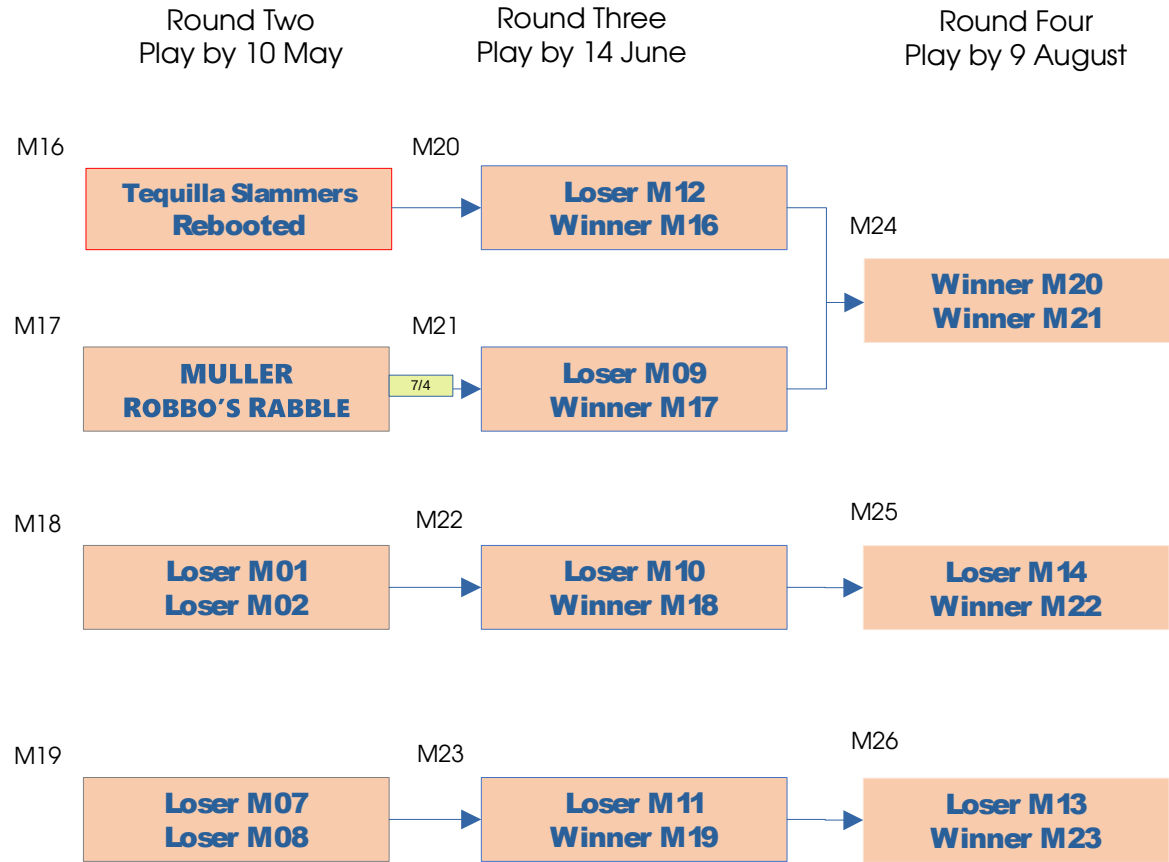 Round Two
Play by 10 May
Round Three
Play by 14 June
Round Four
Play by 9 August
M16
Tequilla Slammers
Rebooted
M20
Loser M12
Winner M16
M24
Winner M20
Winner M21
M17
MULLER
ROBBO'S RABBLE
7/4
M21
Loser M09
Winner M17
M18
Loser M01
Loser M02
M22
Loser M10
Winner M18
M25
Loser M14
Winner M22
M19
Loser M07
Loser M08
M23
Loser M11
Winner M19
M26
Loser M13
Winner M23